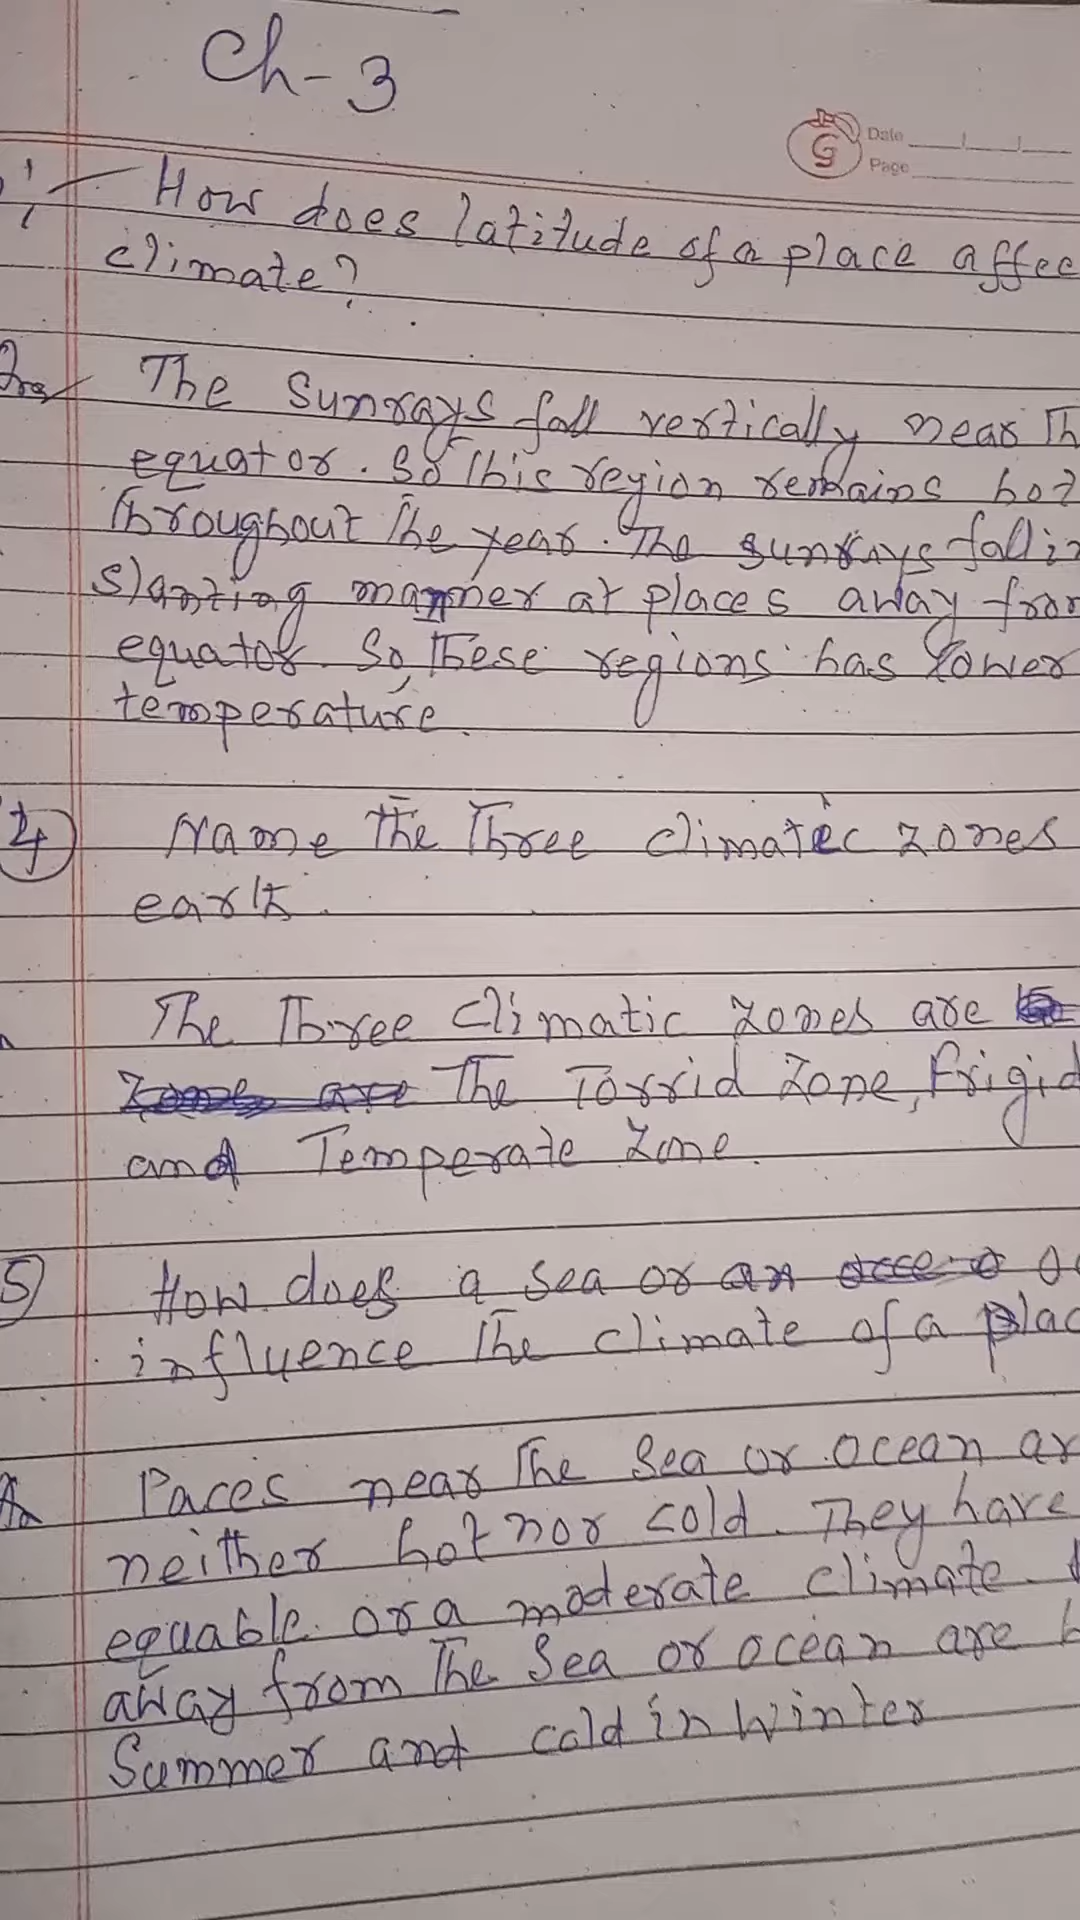 Ch-3
G
Date
Page
How does latitude of a place affec
climate?
Ans
The Sunrays fall vertically near Th
equator. So This region remains hot
Throughout The year. The sunrays fall in
slanting manner at places away from
equator. So, These regions has lower
temperature.
4
Name the Three climatic zones
earth.
The Three climatic zones are
The Torrid Zone, Frigid
and Temperate Zone.
5)
How does a sea or
influence The climate of a plac
Paces near The Sea or ocean ar
neither hot nor cold. They have
equable or a moderate climate.
away from The Sea or ocean are
Summer and cold in Winter